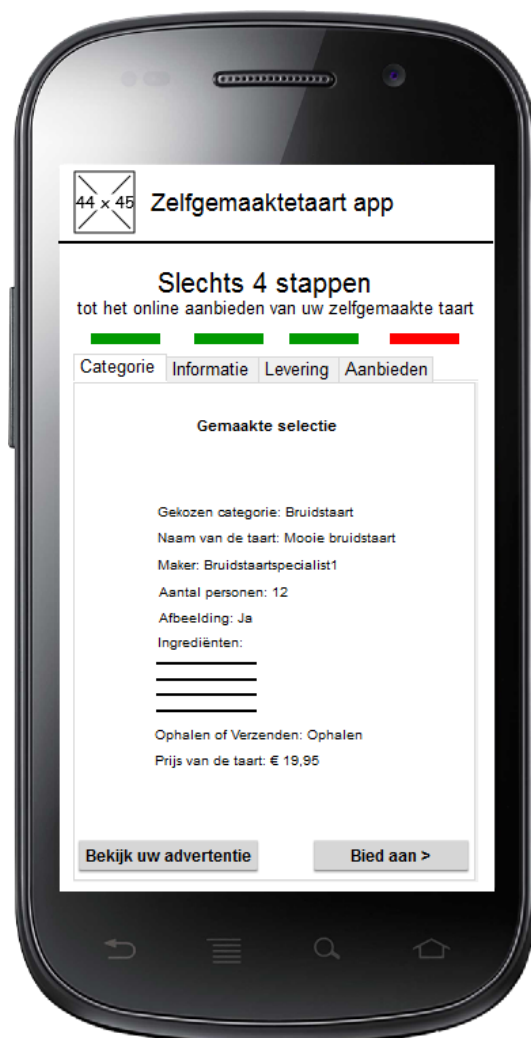 44 x 45
Zelfgemaaktetaart app
Slechts 4 stappen
tot het online aanbieden van uw zelfgemaakte taart
Categorie Informatie Levering Aanbieden
Gemaakte selectie
Gekozen categorie: Bruidstaart
Naam van de taart: Mooie bruidstaart
Maker: Bruidstaartspecialist1
Aantal personen: 12
Afbeelding: Ja
Ingrediënten:
Ophalen of Verzenden: Ophalen
Prijs van de taart: € 19,95
Bekijk uw advertentie Bied aan >